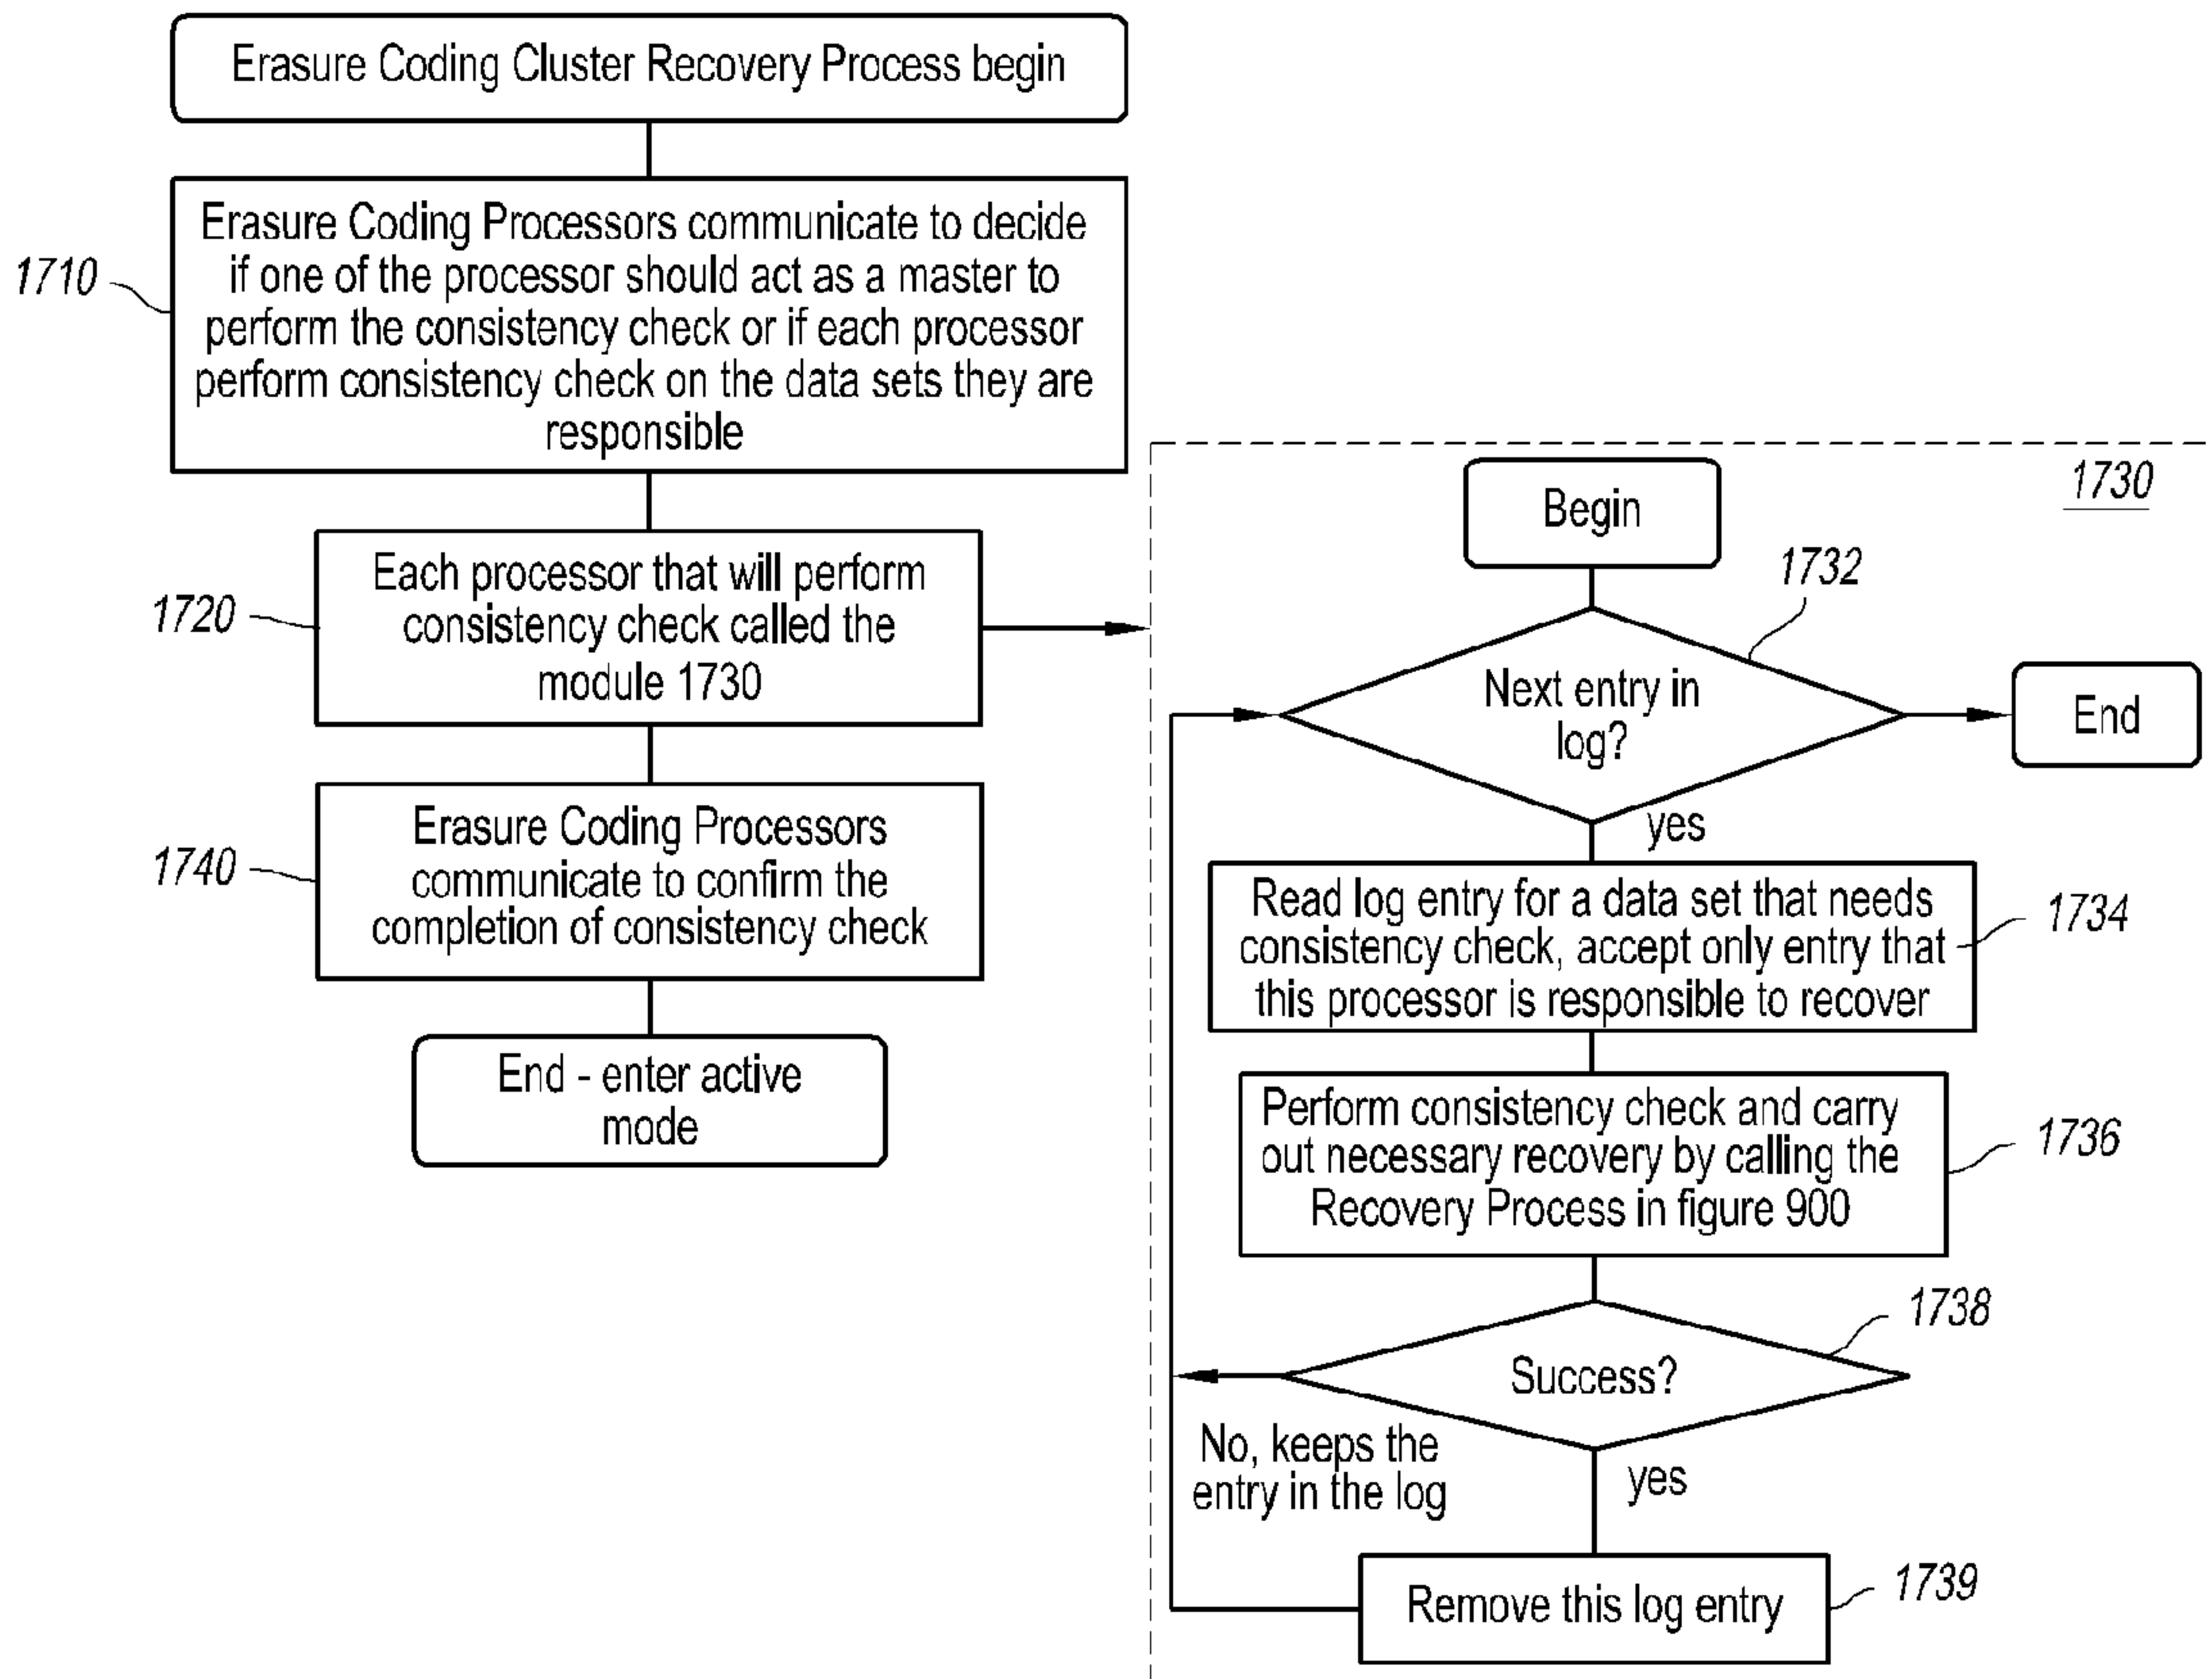 Erasure Coding Cluster Recovery Process begin
1710
Erasure Coding Processors communicate to decide
if one of the processor should act as a master to
perform the consistency check or if each processor
perform consistency check on the data sets they are
responsible
1720
Each processor that will perform
consistency check called the
module 1730
1740
Erasure Coding Processors
communicate to confirm the
completion of consistency check
End - enter active
mode
1730
Begin
1732
Next entry in
log?
End
yes
Read log entry for a data set that needs
consistency check, accept only entry that
this processor is responsible to recover
1734
Perform consistency check and carry
out necessary recovery by calling the
Recovery Process in figure 900
1736
1738
Success?
No, keeps the
entry in the log
yes
Remove this log entry
1739